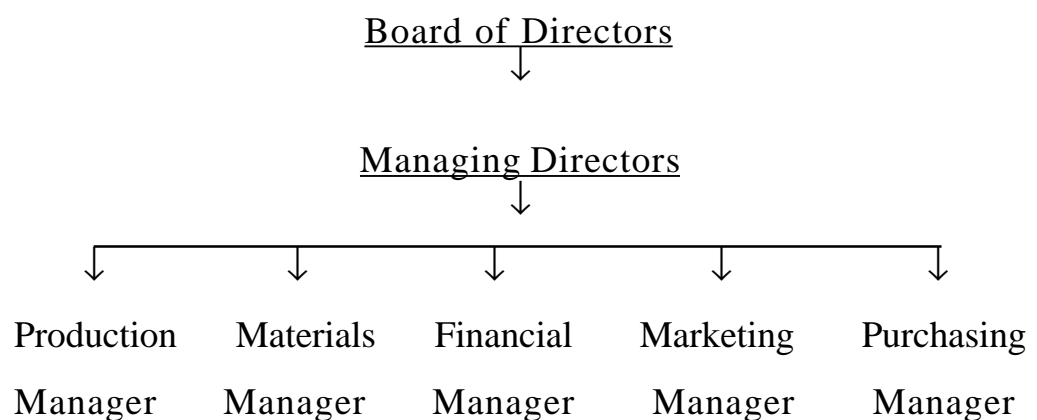 Board of Directors
Managing Directors
Production Materials Financial Marketing Purchasing
Manager Manager Manager Manager Manager